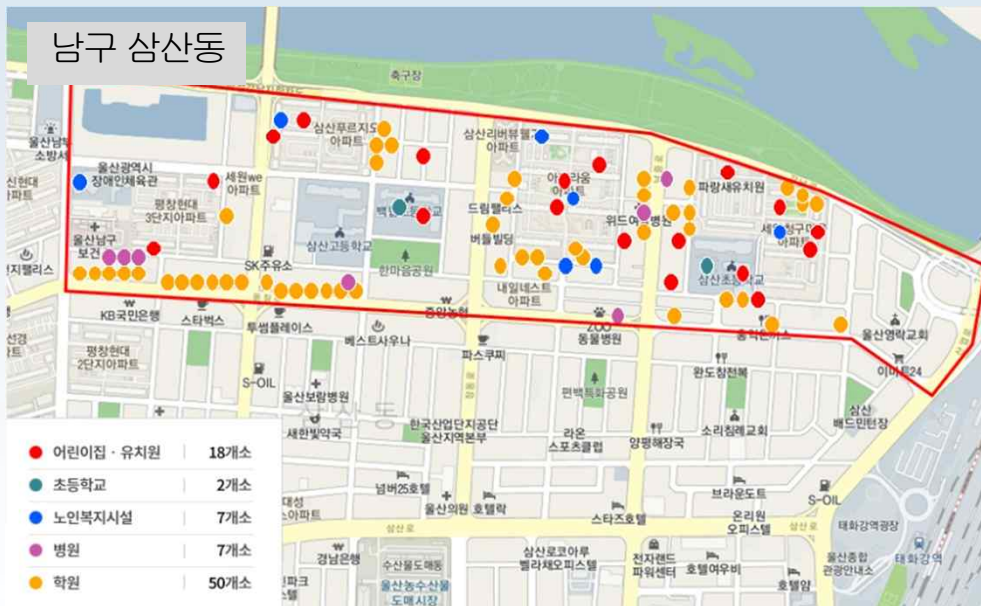 남구 삼산동
축구장
울산남부
소방서
울산광역시
장애인체육관
신현대
아파트
평창현대
3단지아파트
세원we
아파트
삼산푸르지오
아파트
삼산리버뷰웰가
아파트
파랑새유치원
울산남구
보건
삼산고등학교
드림팰리스
버들빌딩
한마음공원
SK주유소
내일네스트
아파트
삼산초등학교
KB국민은행
스타벅스
투썸플레이스
베스트사우나
중앙농협
파스쿠찌
ZOO
동물병원
울산영락교회
이마트24
평창현대
2단지아파트
S-OIL
울산보람병원
새한빛약국
삼산동
한국산업단지공단
울산지역본부
편백특화공원
라온
스포츠클럽
양평해장국
완도참전복
소리침례교회
삼산
배드민턴장
넘버25호텔
울산의원
호텔락
스타즈호텔
브라운도트
온리원
오피스텔
S-OIL
삼산로
삼산로
태화강역광장
태화강역
울산종합
관광안내소
경남은행
수산물도매동
울산농수산물
도매시장
삼산로코아루
벨라채오피스텔
전자랜드
파워센터
호텔여우비
호텔얌
어린이집 · 유치원 | 18개소
초등학교 | 2개소
노인복지시설 | 7개소
병원 | 7개소
학원 | 50개소